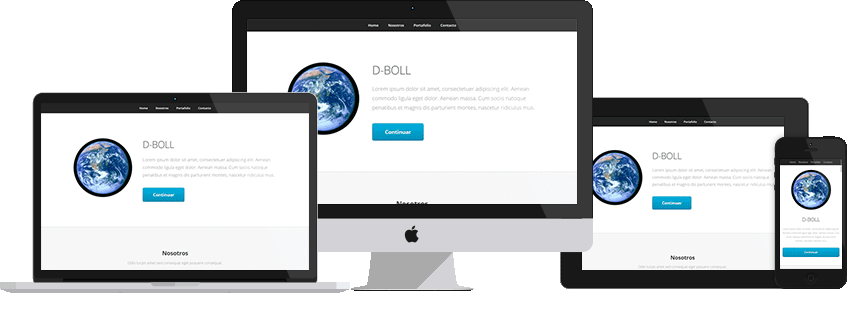 Home Nosotros Portafolio Contacto
D-BOLL
Lorem ipsum dolor sit amet, consectetuer adipiscing elit. Aenean
commodo ligula eget dolor. Aenean massa. Cum sociis natoque
penatibus et magnis dis parturient montes, nascetur ridiculus mus.
Continuar
Nosotros
Home Nosotros Portafolio Contacto
D-BOLL
Lorem ipsum dolor sit amet, consectetuer adipiscing elit. Aenean
commodo ligula eget dolor. Aenean massa. Cum sociis natoque
penatibus et magnis dis parturient montes, nascetur ridiculus mus.
Continuar
Nosotros
Home Nosotros Portafolio Contacto
D-BOLL
Continuar
Nosotros
Home Nosotros Portafolio Contacto
D-BOLL
Continuar